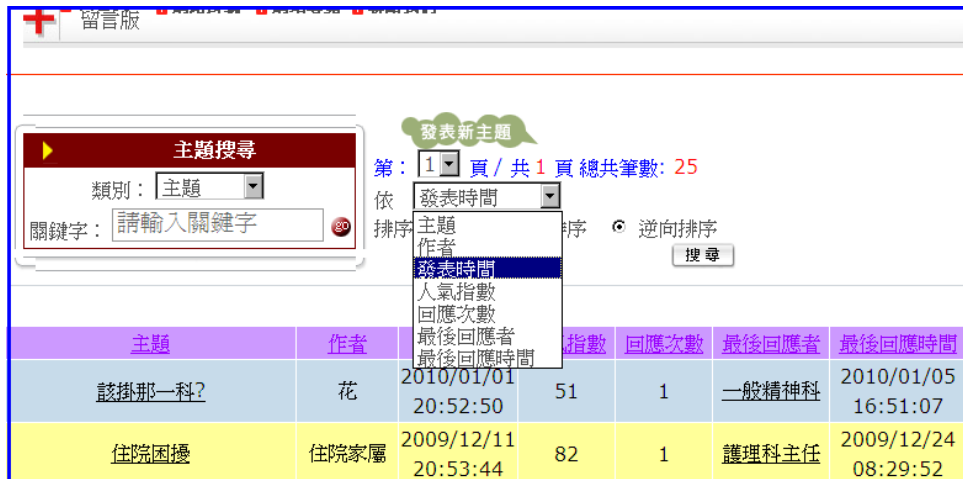 留言版
發表新主題
主題搜尋
類別： 主題
關鍵字： 請輸入關鍵字 go
第： 1 頁 / 共 1 頁 總共筆數: 25
依 發表時間
排序 序 逆向排序
主題
作者
發表時間
人氣指數
回應次數
最後回應者
最後回應時間
搜尋
主題 作者 指數 回應次數 最後回應者 最後回應時間
該掛那一科? 花 2010/01/01 20:52:50 51 1 一般精神科 2010/01/05 16:51:07
住院困擾 住院家屬 2009/12/11 20:53:44 82 1 護理科主任 2009/12/24 08:29:52